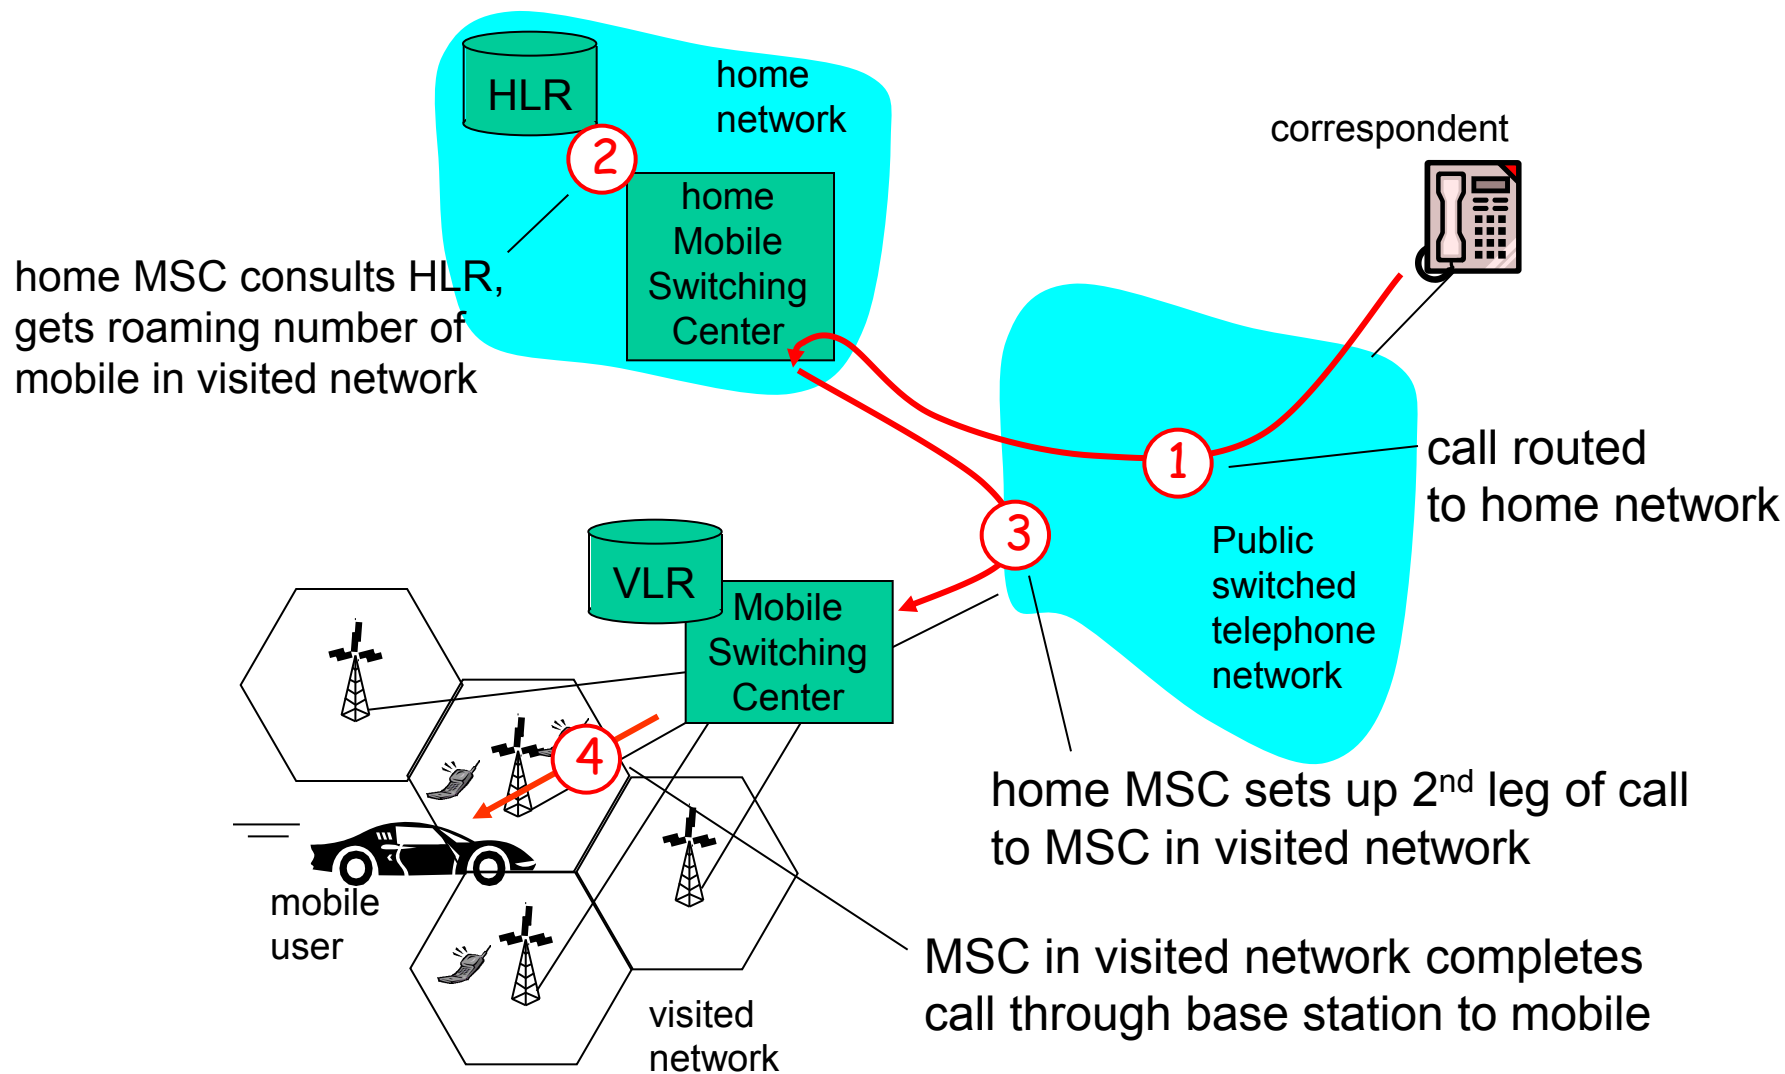 HLR
home
network
correspondent
2
home
Mobile
Switching
Center
home MSC consults HLR,
gets roaming number of
mobile in visited network
1
call routed
to home network
3
Public
switched
telephone
network
VLR
Mobile
Switching
Center
4
home MSC sets up 2nd leg of call
to MSC in visited network
mobile
user
MSC in visited network completes
call through base station to mobile
visited
network